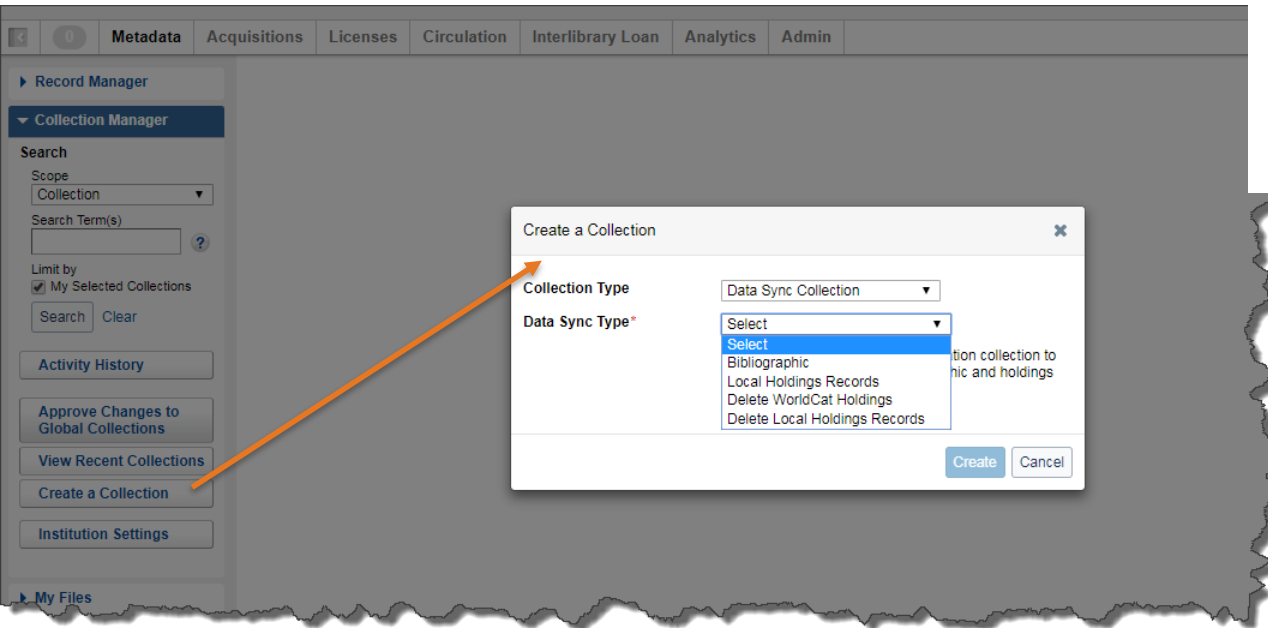 0 Metadata Acquisitions Licenses Circulation Interlibrary Loan Analytics Admin
Record Manager
Collection Manager
Search
Scope
Collection
Search Term(s)
?
Limit by
My Selected Collections
Search Clear
Activity History
Approve Changes to
Global Collections
View Recent Collections
Create a Collection
Institution Settings
My Files
Create a Collection
Collection Type Data Sync Collection
Data Sync Type* Select
Select
Bibliographic
Local Holdings Records
Delete WorldCat Holdings
Delete Local Holdings Records
collection to
and holdings
Create Cancel